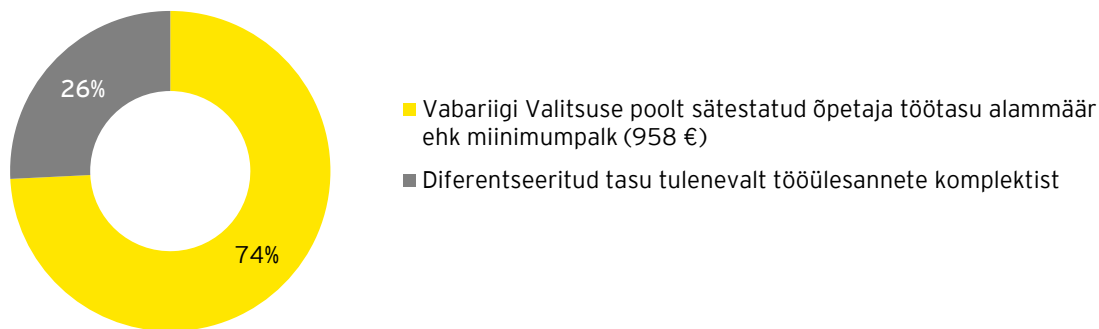 26%
Vabariigi Valitsuse poolt sätestatud õpetaja töötasu alammäär
ehk miinimumpalk (958 €)
Diferentseeritud tasu tulenevalt tööülesannete komplektist
74%